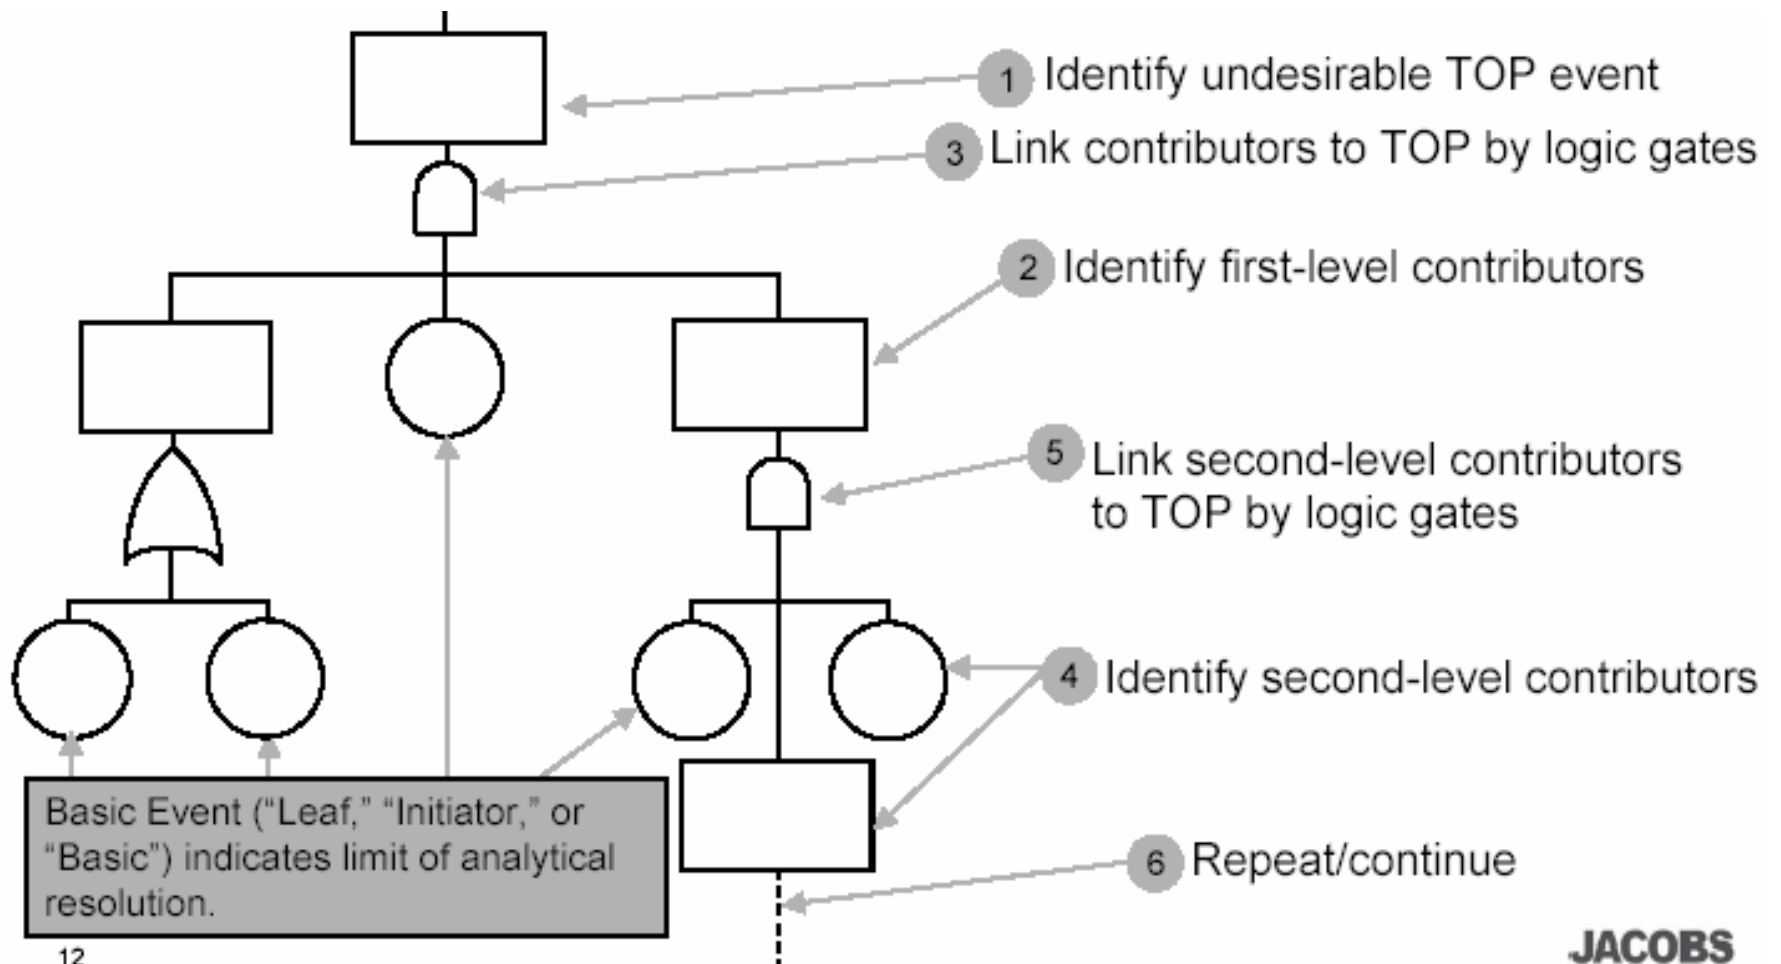 1 Identify undesirable TOP event
3 Link contributors to TOP by logic gates
2 Identify first-level contributors
5 Link second-level contributors
to TOP by logic gates
4 Identify second-level contributors
Basic Event (“Leaf,” “Initiator,” or
“Basic”) indicates limit of analytical
resolution.
6 Repeat/continue
12
JACOBS